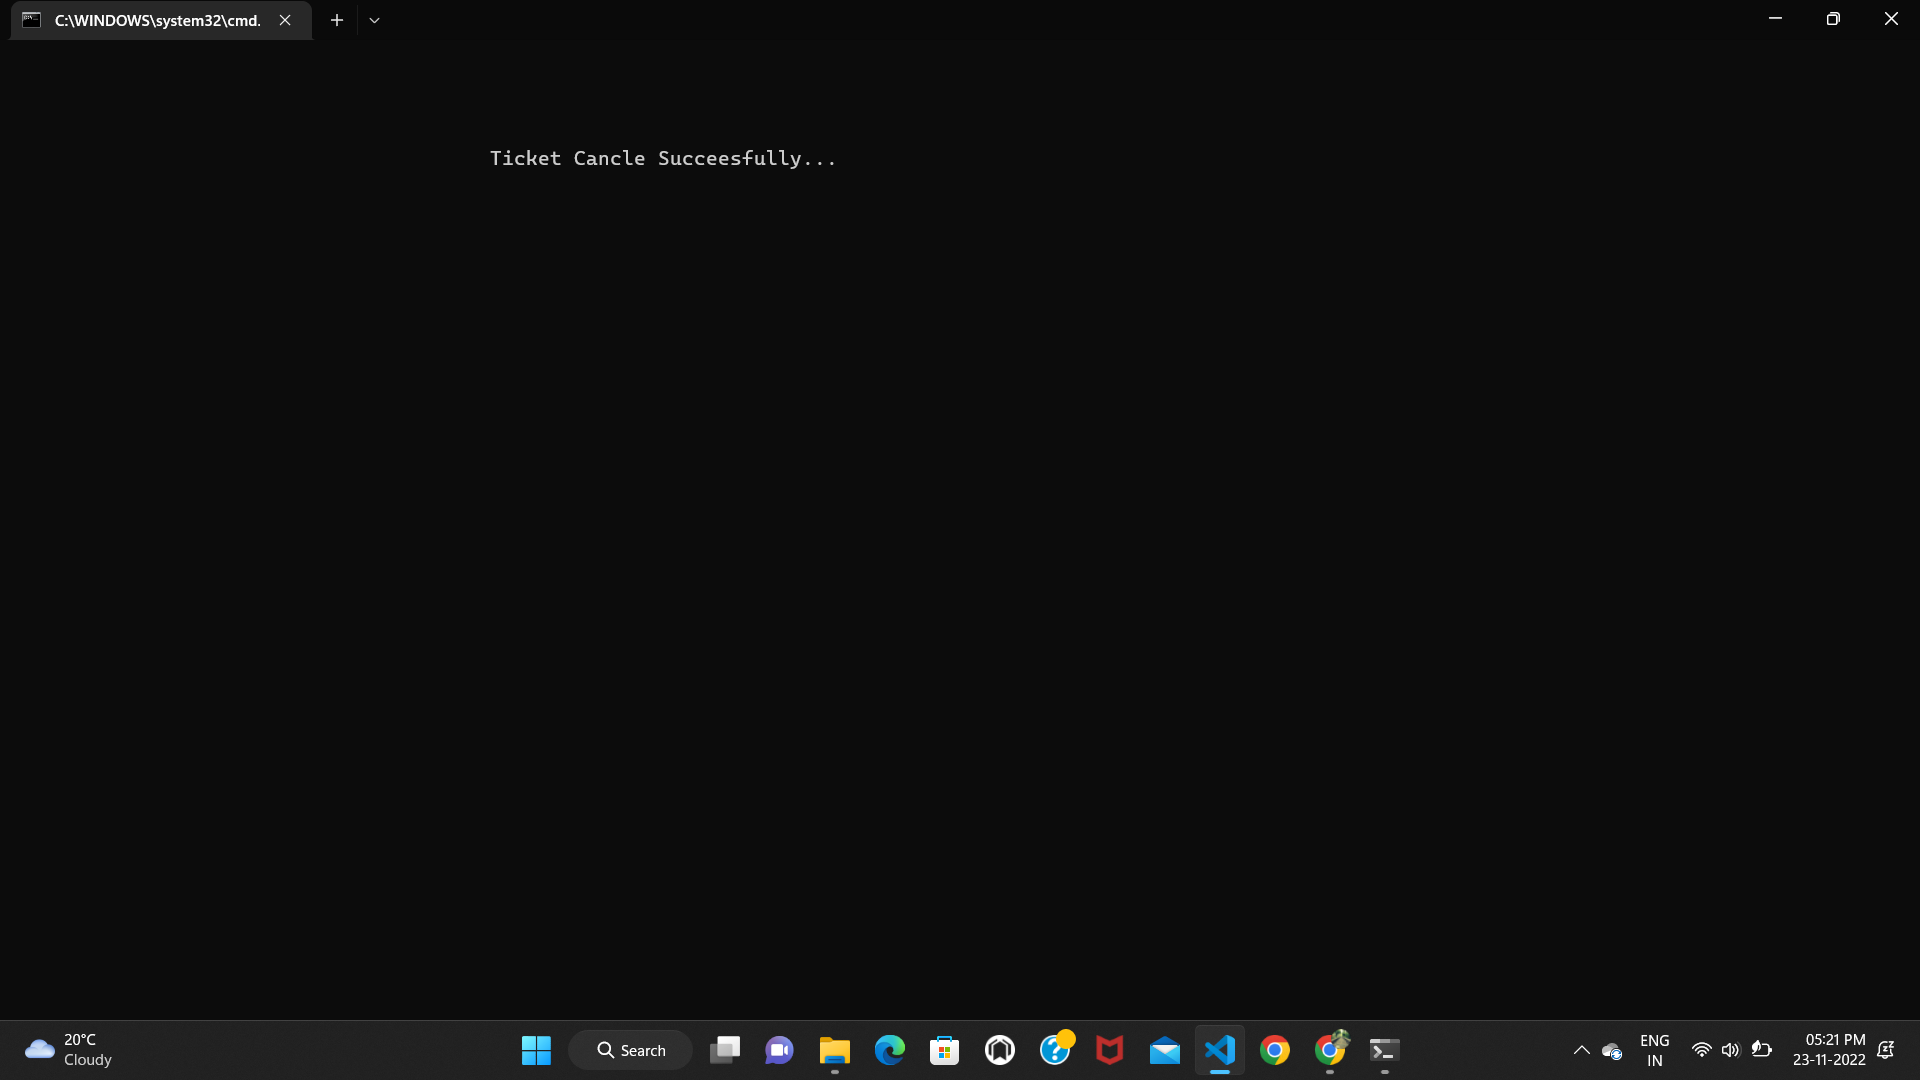 C:\WINDOWS\system32\cmd.
Ticket Cancle Succeesfully...
20°C
Cloudy
Search
ENG
IN
05:21 PM
23-11-2022